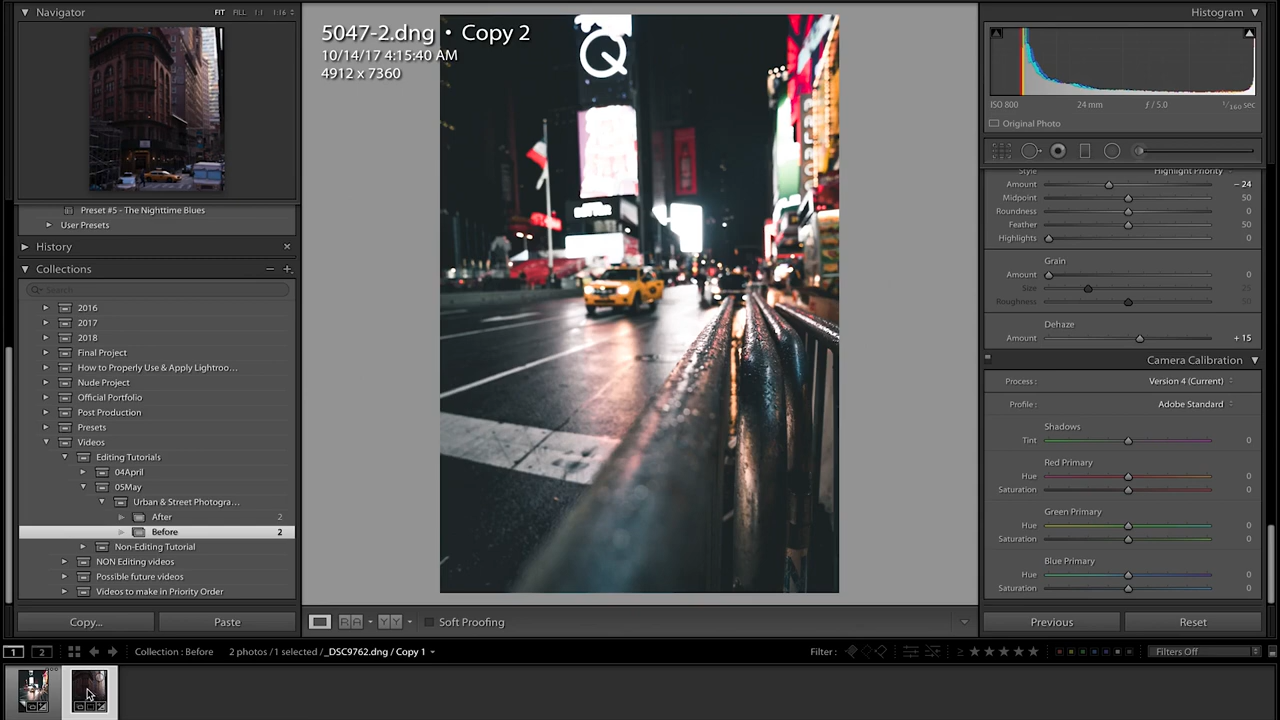 Navigator
FIT FILL 1:1 1:16
Preset #5 - The Nighttime Blues
User Presets
History
Collections
Search
2016
2017
2018
Final Project
How to Properly Use & Apply Lightroo...
Nude Project
Official Portfolio
Post Production
Presets
Videos
Editing Tutorials
04April
05May
Urban & Street Photogra...
After 2
Before 2
Non-Editing Tutorial
NON Editing videos
Possible future videos
Videos to make in Priority Order
Copy... Paste
5047-2.dng • Copy 2
10/14/17 4:15:40 AM
4912 x 7360
Q
Soft Proofing
Histogram
ISO 800 24 mm ƒ / 5.0 1/160 sec
Original Photo
Style Highlight Priority
Amount – 24
Midpoint 50
Roundness 0
Feather 50
Highlights 0
Grain
Amount 0
Size 25
Roughness 50
Dehaze
Amount + 15
Camera Calibration
Process : Version 4 (Current)
Profile : Adobe Standard
Shadows
Tint 0
Red Primary
Hue 0
Saturation 0
Green Primary
Hue 0
Saturation 0
Blue Primary
Hue 0
Saturation 0
Previous Reset
1 2 Collection : Before 2 photos / 1 selected / _DSC9762.dng / Copy 1 Filter : ≥ Filters Off